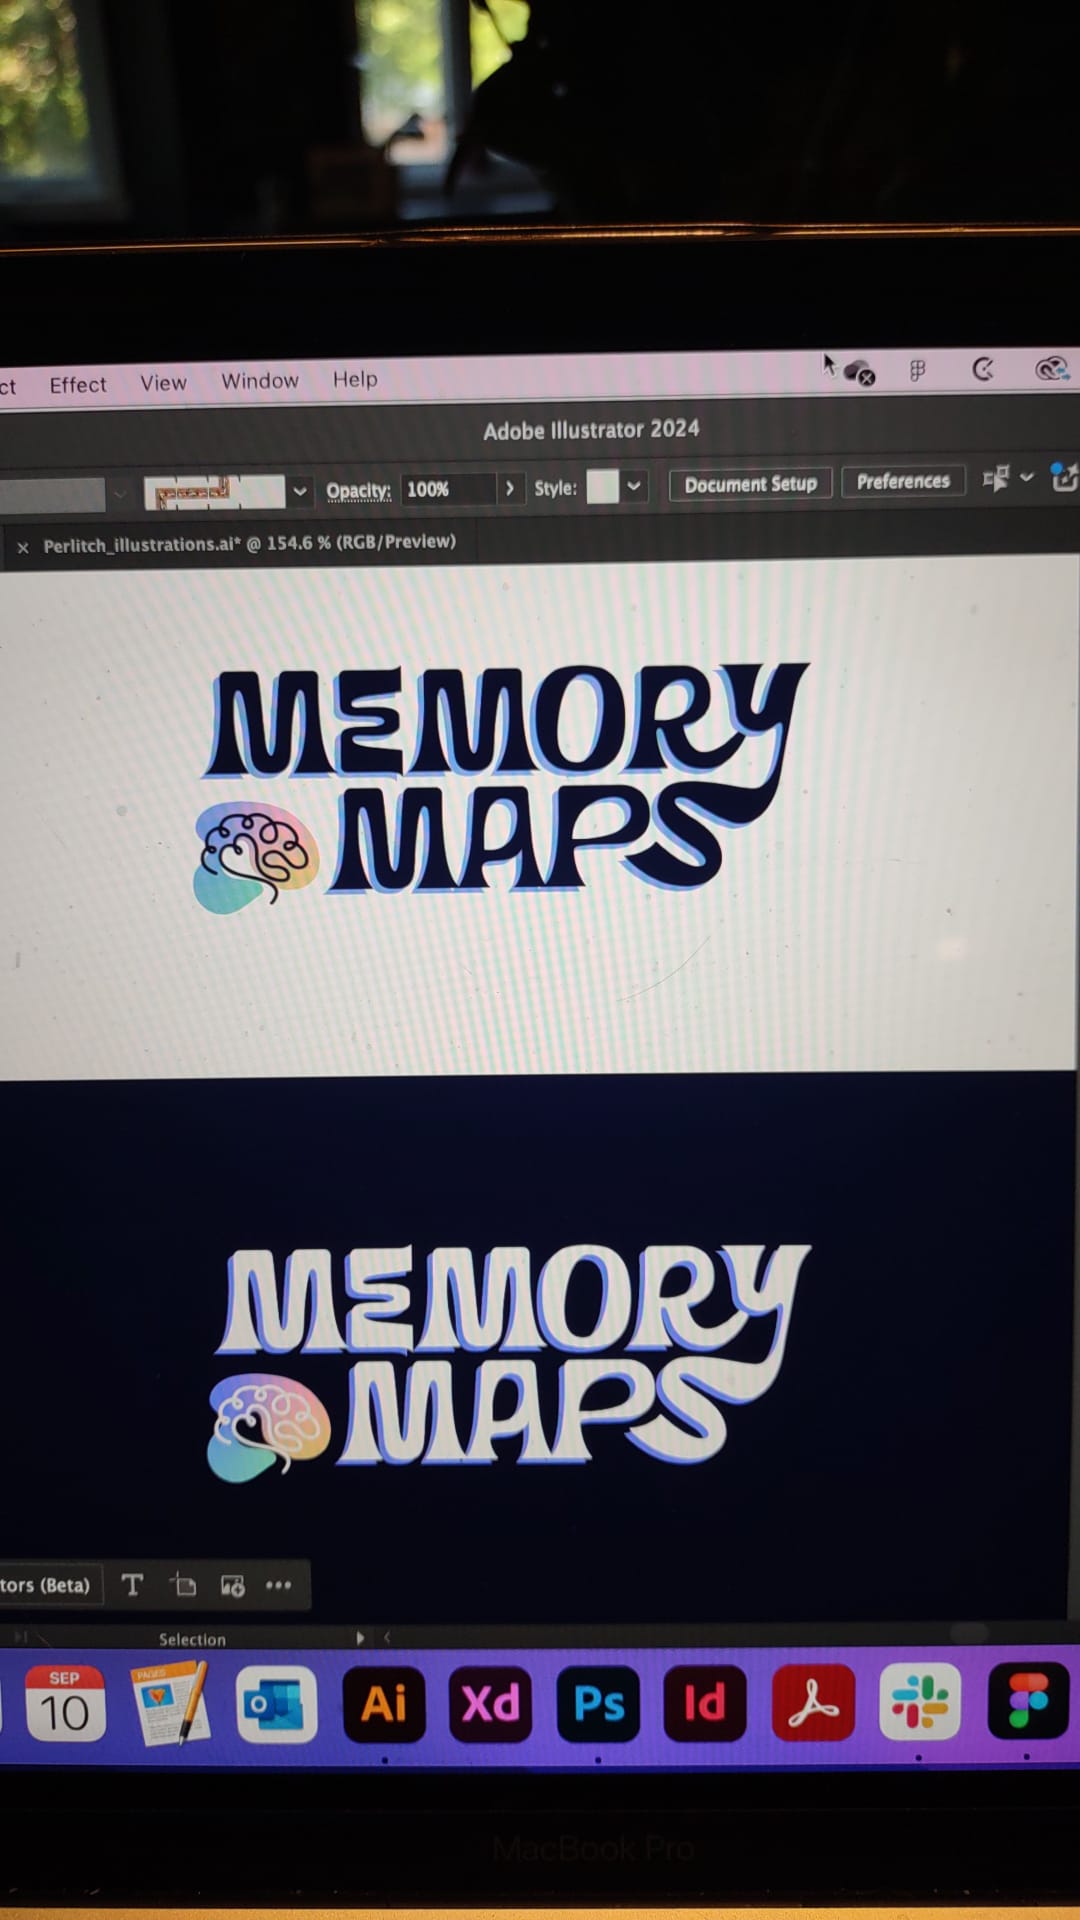 ct Effect View Window Help
Adobe Illustrator 2024
Opacity: 100% Style: Document Setup Preferences
× Perlitch_illustrations.ai* @ 154.6 % (RGB/Preview)
MEMORY
MAPS
MEMORY
MAPS
tors (Beta) T
Selection
SEP
10
PAGES
O
Ai
Xd
Ps
Id
MacBook Pro